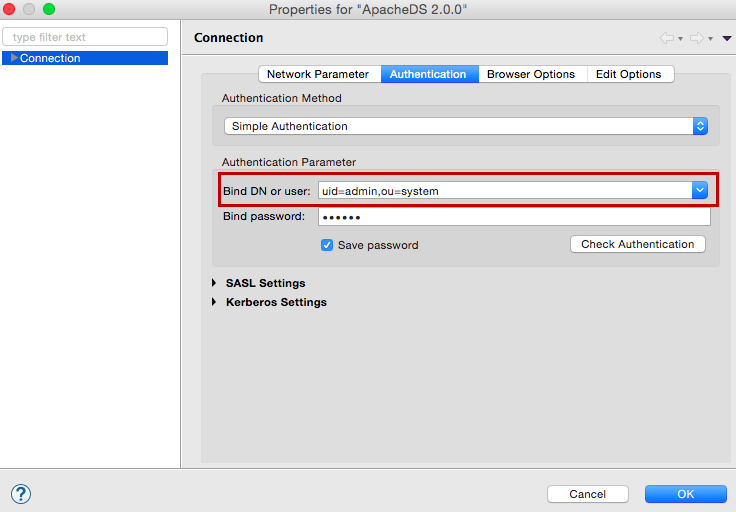 Properties for "ApacheDS 2.0.0"
type filter text
Connection
Connection
Network Parameter Authentication Browser Options Edit Options
Authentication Method
Simple Authentication
Authentication Parameter
Bind DN or user: uid=admin,ou=system
Bind password: ••••••
Save password Check Authentication
SASL Settings
Kerberos Settings
? Cancel OK